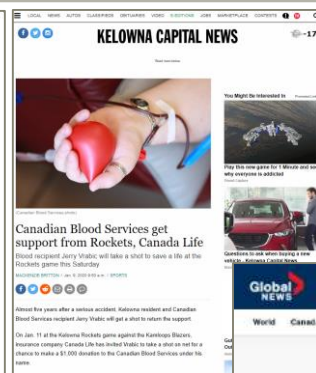 LOCAL NEWS AUTOS CLASSIFIEDS OBITUARIES VIDEO E-EDITIONS JOBS MARKETPLACE CONTESTS
KELOWNA CAPITAL NEWS
-17
Canadian Blood Services get
support from Rockets, Canada Life
Blood recipient Jerry Vrabic will take a shot to save a life at the
Rockets game this Saturday
Almost five years after a serious accident, Kelowna resident and Canadian
Blood Services recipient Jerry Vrabic will get a shot to return the support.
On Jan. 11 at the Kelowna Rockets game against the Kamloops Blazers,
insurance company Canada Life has invited Vrabic to take a shot on net for a
chance to make a $1,000 donation to the Canadian Blood Services under his
name.
You Might Be Interested In
Play this new game for 1 Minute and see
why everyone is addicted
Questions to ask when buying a new
vehicle - Kelowna Capital News
Global
NEWS
World Canad